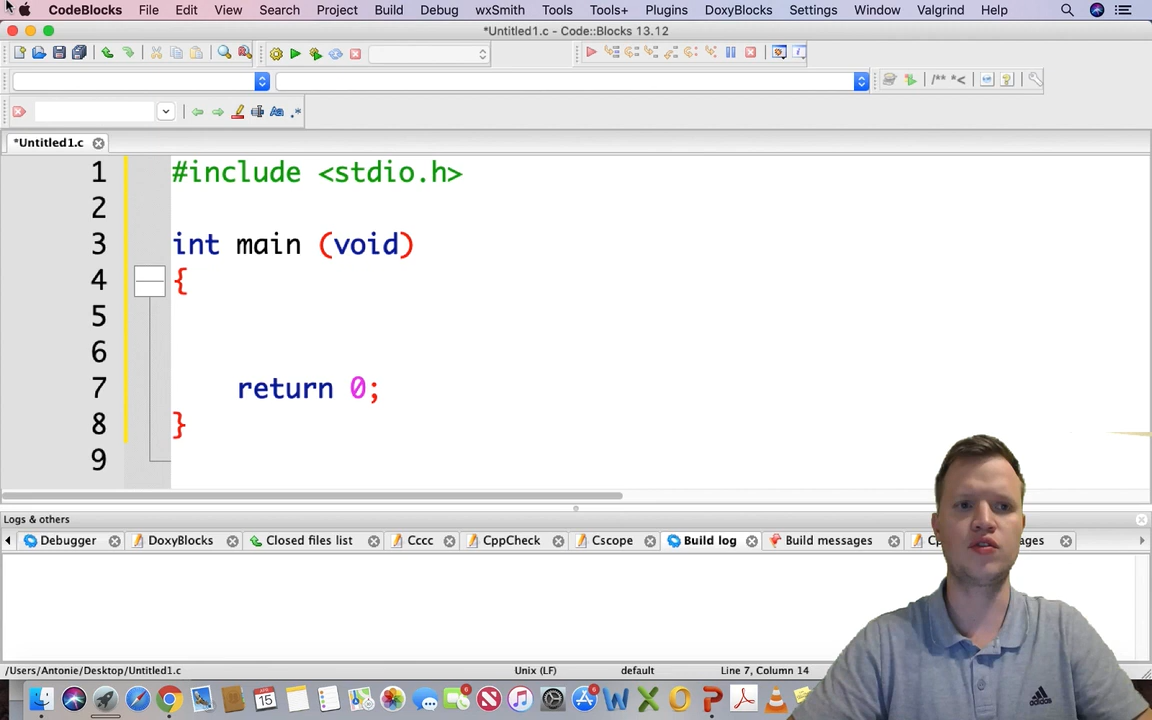 CodeBlocks File Edit View Search Project Build Debug wxSmith Tools Tools+ Plugins DoxyBlocks Settings Window Valgrind Help
*Untitled1.c - Code::Blocks 13.12
/** *<
Aa .*
*Untitled1.c
1 #include <stdio.h>
2
3 int main (void)
4 {
5
6
7 return 0;
8 }
9
Logs & others
Debugger DoxyBlocks Closed files list Cccc CppCheck Cscope Build log Build messages
/Users/Antonie/Desktop/Untitled1.c Unix (LF) default Line 7, Column 14
15
adidas